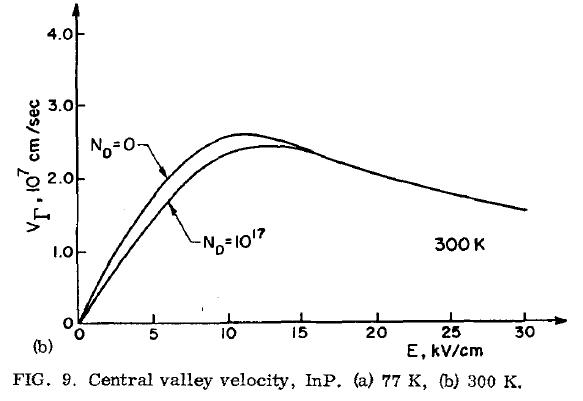 4.0
3.0
N_D=0
2.0
V_Γ, 10^7 cm/sec
N_D=10^17
1.0
300 K
0
0 5 10 15 20 25 30
(b)
E, kV/cm
FIG. 9. Central valley velocity, InP. (a) 77 K, (b) 300 K.